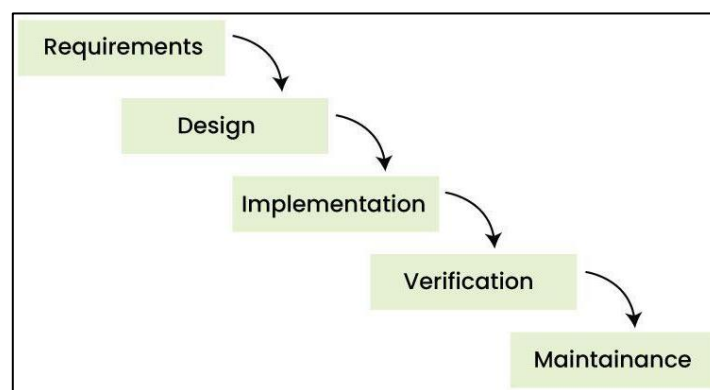 Requirements
Design
Implementation
Verification
Maintainance